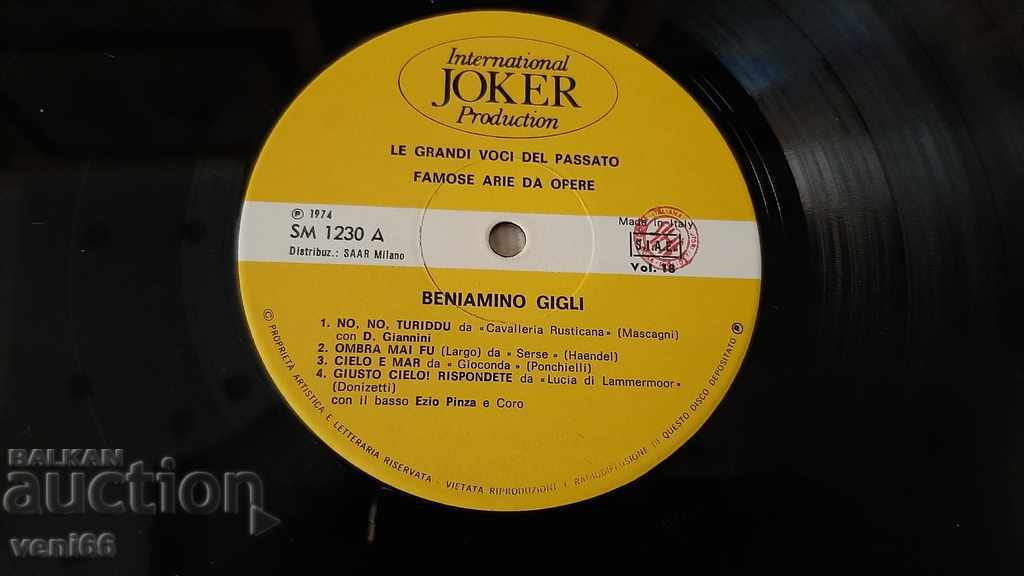 International
JOKER
Production
LE GRANDI VOCI DEL PASSATO
FAMOSE ARIE DA OPERE
℗ 1974
SM 1230 A
Distribuz.: SAAR Milano
Made in Italy
S.I.A.E.
Vol. 18
BENIAMINO GIGLI
1. NO, NO, TURIDDU da «Cavalleria Rusticana» (Mascagni)
con D. Giannini
2. OMBRA MAI FU (Largo) da « Serse » (Haendel)
3. CIELO E MAR da « Gioconda » (Ponchielli)
4. GIUSTO CIELO! RISPONDETE da «Lucia di Lammermoor»
(Donizetti)
con il basso Ezio Pinza e Coro
© PROPRIETÀ ARTISTICA E LETTERARIA RISERVATA - VIETATA RIPRODUZIONE E RADIODIFFUSIONE DI QUESTO DISCO DEPOSITATO ℗
BALKAN
auction
veni66